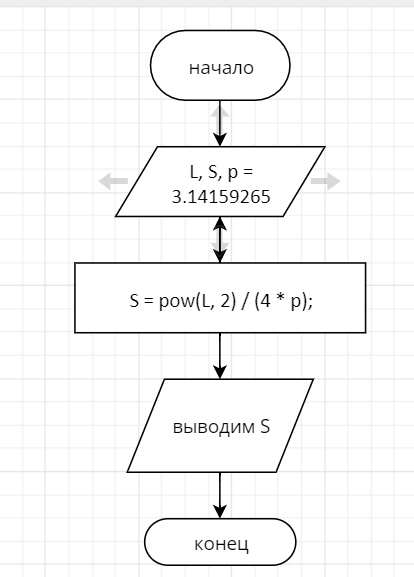 начало
L, S, p =
3.14159265
S = pow(L, 2) / (4 * p);
выводим S
конец